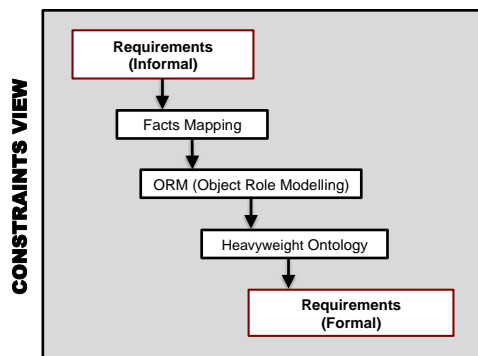 CONSTRAINTS VIEW
Requirements
(Informal)
Facts Mapping
ORM (Object Role Modelling)
Heavyweight Ontology
Requirements
(Formal)